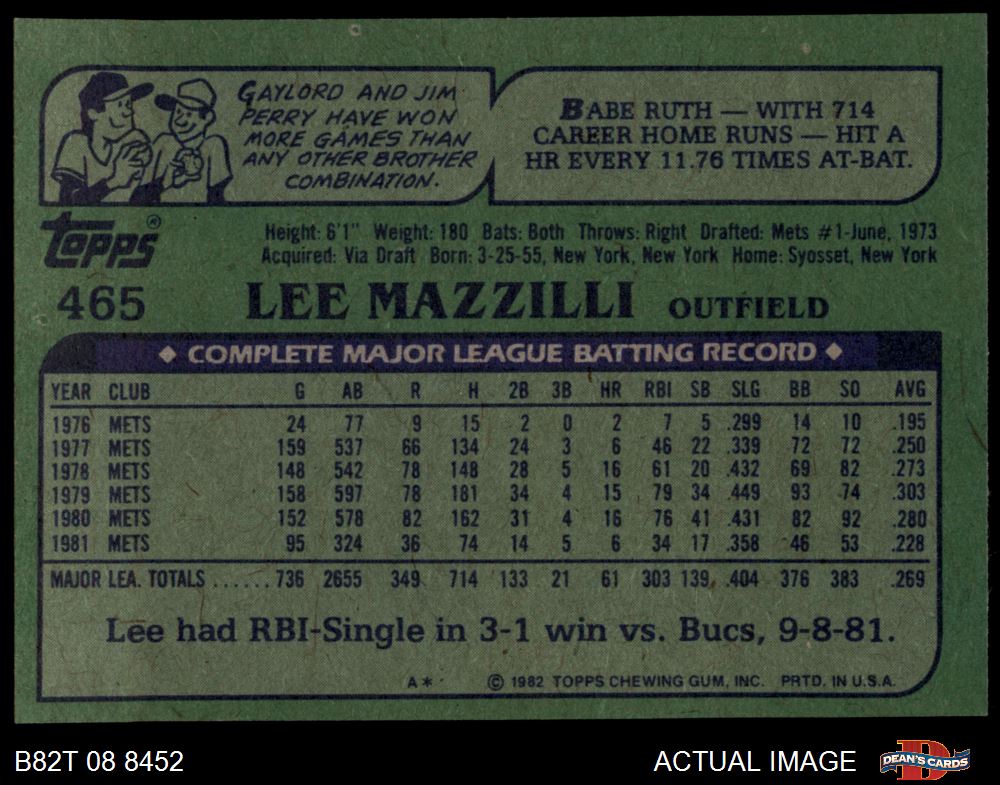 GAYLORD AND JIM
PERRY HAVE WON
MORE GAMES THAN
ANY OTHER BROTHER
COMBINATION.
BABE RUTH — WITH 714
CAREER HOME RUNS — HIT A
HR EVERY 11.76 TIMES AT-BAT.
TOPPS®
Height: 6'1" Weight: 180 Bats: Both Throws: Right Drafted: Mets #1-June, 1973
Acquired: Via Draft Born: 3-25-55, New York, New York Home: Syosset, New York
465 LEE MAZZILLI OUTFIELD
◆ COMPLETE MAJOR LEAGUE BATTING RECORD ◆
YEAR CLUB G AB R H 2B 3B HR RBI SB SLG BB SO AVG
1976 METS 24 77 9 15 2 0 2 7 5 .299 14 10 .195
1977 METS 159 537 66 134 24 3 6 46 22 .339 72 72 .250
1978 METS 148 542 78 148 28 5 16 61 20 .432 69 82 .273
1979 METS 158 597 78 181 34 4 15 79 34 .449 93 74 .303
1980 METS 152 578 82 162 31 4 16 76 41 .431 82 92 .280
1981 METS 95 324 36 74 14 5 6 34 17 .358 46 53 .228
MAJOR LEA. TOTALS ...... 736 2655 349 714 133 21 61 303 139 .404 376 383 .269
Lee had RBI-Single in 3-1 win vs. Bucs, 9-8-81.
A* © 1982 TOPPS CHEWING GUM, INC. PRTD. IN U.S.A.
B82T 08 8452 ACTUAL IMAGE DEAN'S CARDS